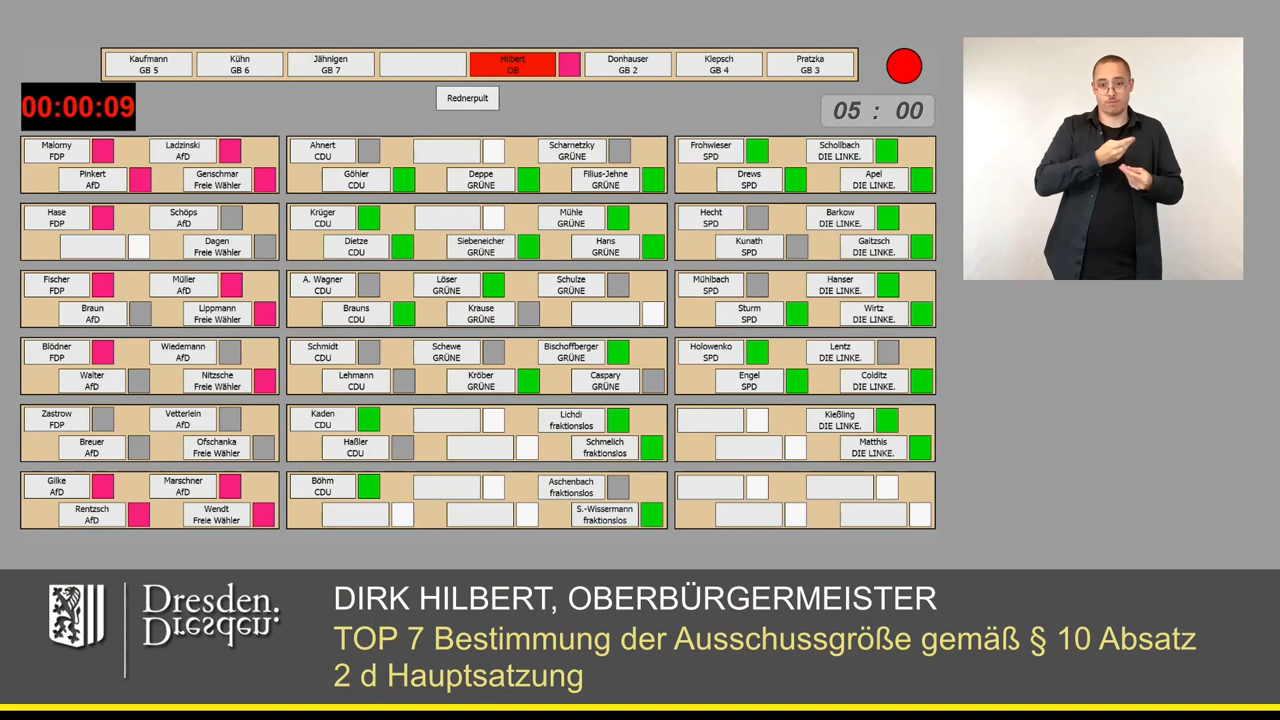 Kaufmann
GB 5
Kühn
GB 6
Jähnigen
GB 7
Hilbert
OB
Donhauser
GB 2
Klepsch
GB 4
Pratzka
GB 3
00:00:09
Rednerpult
05 : 00
Malorny
FDP
Ladzinski
AfD
Pinkert
AfD
Genschmar
Freie Wähler
Ahnert
CDU
Scharnetzky
GRÜNE
Göhler
CDU
Deppe
GRÜNE
Filius-Jehne
GRÜNE
Frohwieser
SPD
Schollbach
DIE LINKE.
Drews
SPD
Apel
DIE LINKE.
Hase
FDP
Schöps
AfD
Dagen
Freie Wähler
Krüger
CDU
Mühle
GRÜNE
Dietze
CDU
Siebeneicher
GRÜNE
Hans
GRÜNE
Hecht
SPD
Barkow
DIE LINKE.
Kunath
SPD
Gaitzsch
DIE LINKE.
Fischer
FDP
Müller
AfD
Braun
AfD
Lippmann
Freie Wähler
A. Wagner
CDU
Löser
GRÜNE
Schulze
GRÜNE
Brauns
CDU
Krause
GRÜNE
Mühlbach
SPD
Hanser
DIE LINKE.
Sturm
SPD
Wirtz
DIE LINKE.
Blödner
FDP
Wiedemann
AfD
Walter
AfD
Nitzsche
Freie Wähler
Schmidt
CDU
Schewe
GRÜNE
Bischoffberger
GRÜNE
Lehmann
CDU
Kröber
GRÜNE
Caspary
GRÜNE
Holowenko
SPD
Lentz
DIE LINKE.
Engel
SPD
Colditz
DIE LINKE.
Zastrow
FDP
Vetterlein
AfD
Breuer
AfD
Ofschanka
Freie Wähler
Kaden
CDU
Lichdi
fraktionslos
Haßler
CDU
Schmelich
fraktionslos
Kießling
DIE LINKE.
Matthis
DIE LINKE.
Gilke
AfD
Marschner
AfD
Rentzsch
AfD
Wendt
Freie Wähler
Böhm
CDU
Aschenbach
fraktionslos
S.-Wissermann
fraktionslos
Dresden.
Dresden.
DIRK HILBERT, OBERBÜRGERMEISTER
TOP 7 Bestimmung der Ausschussgröße gemäß § 10 Absatz
2 d Hauptsatzung